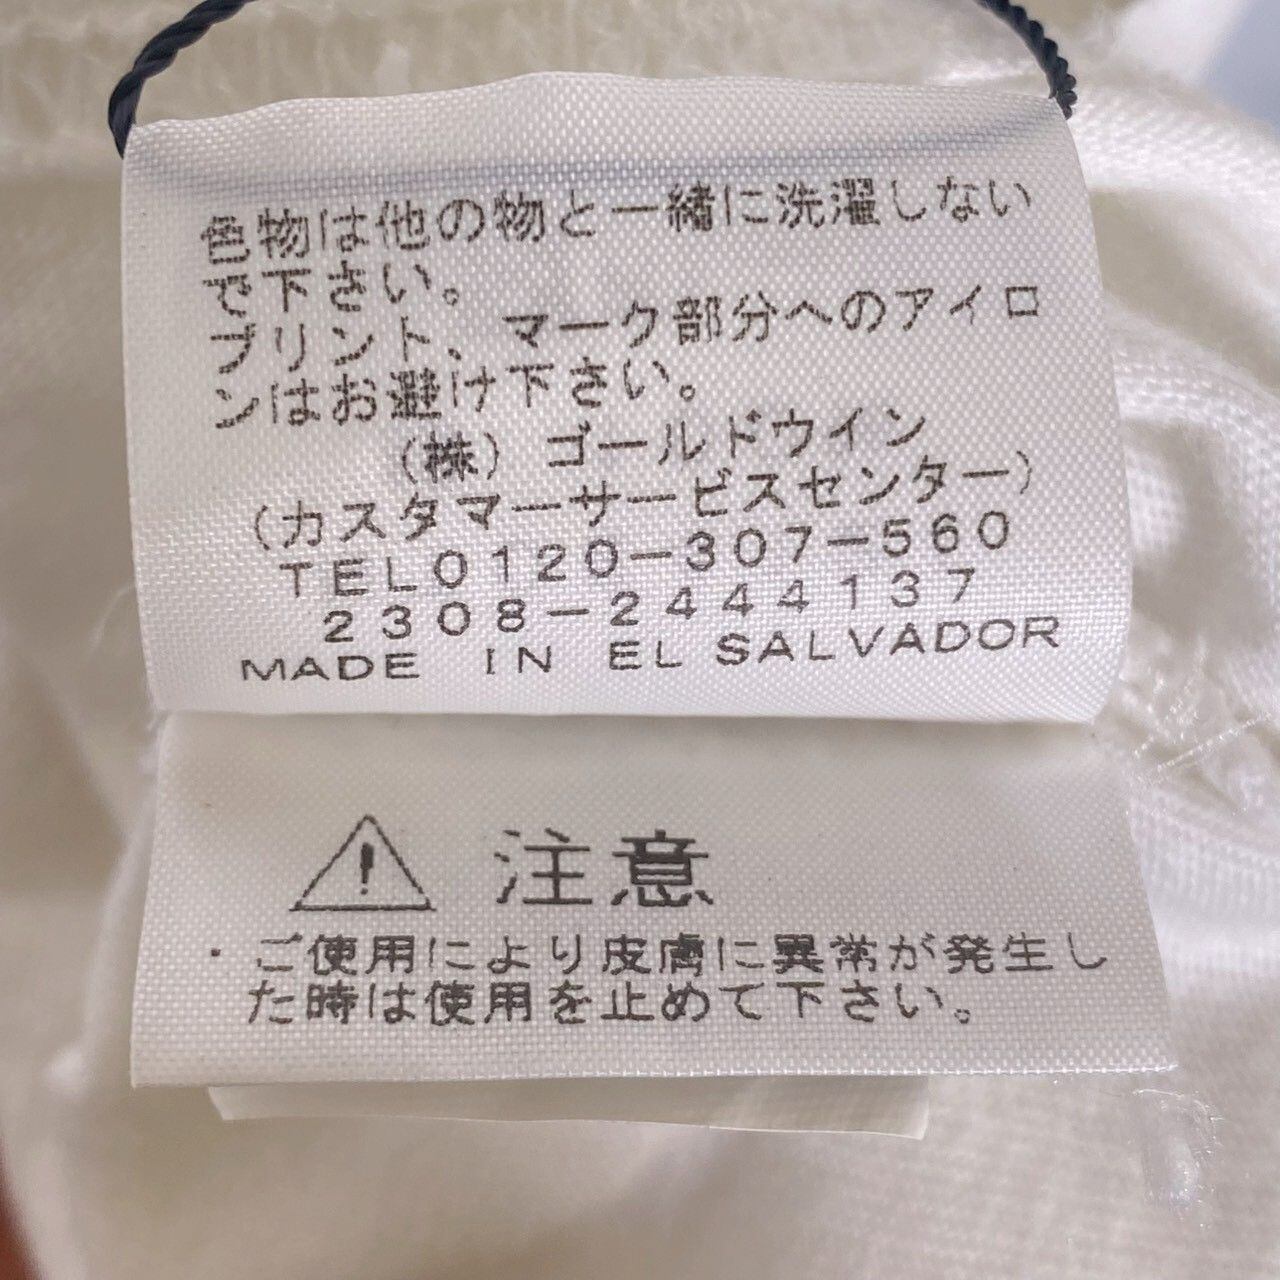 色物は他の物と一緒に洗濯しない
で下さい。
プリント、マーク部分へのアイロ
ンはお避け下さい。
(株) ゴールドウイン
(カスタマーサービスセンター)
TEL0120-307-560
2308-2444137
MADE IN EL SALVADOR
注意
・ご使用により皮膚に異常が発生し
た時は使用を止めて下さい。